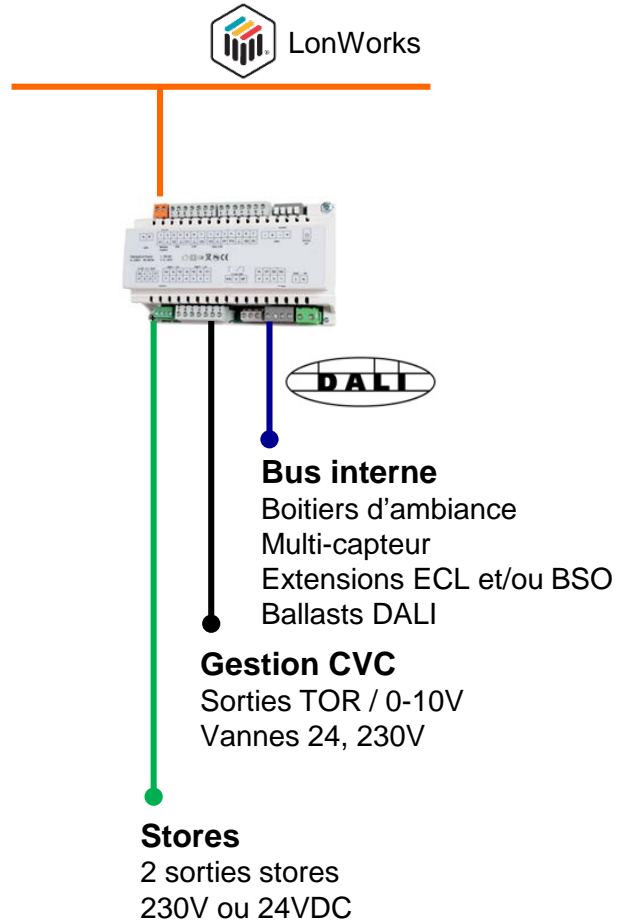 LonWorks
DALI
Bus interne
Boitiers d'ambiance
Multi-capteur
Extensions ECL et/ou BSO
Ballasts DALI
Gestion CVC
Sorties TOR / 0-10V
Vannes 24, 230V
Stores
2 sorties stores
230V ou 24VDC